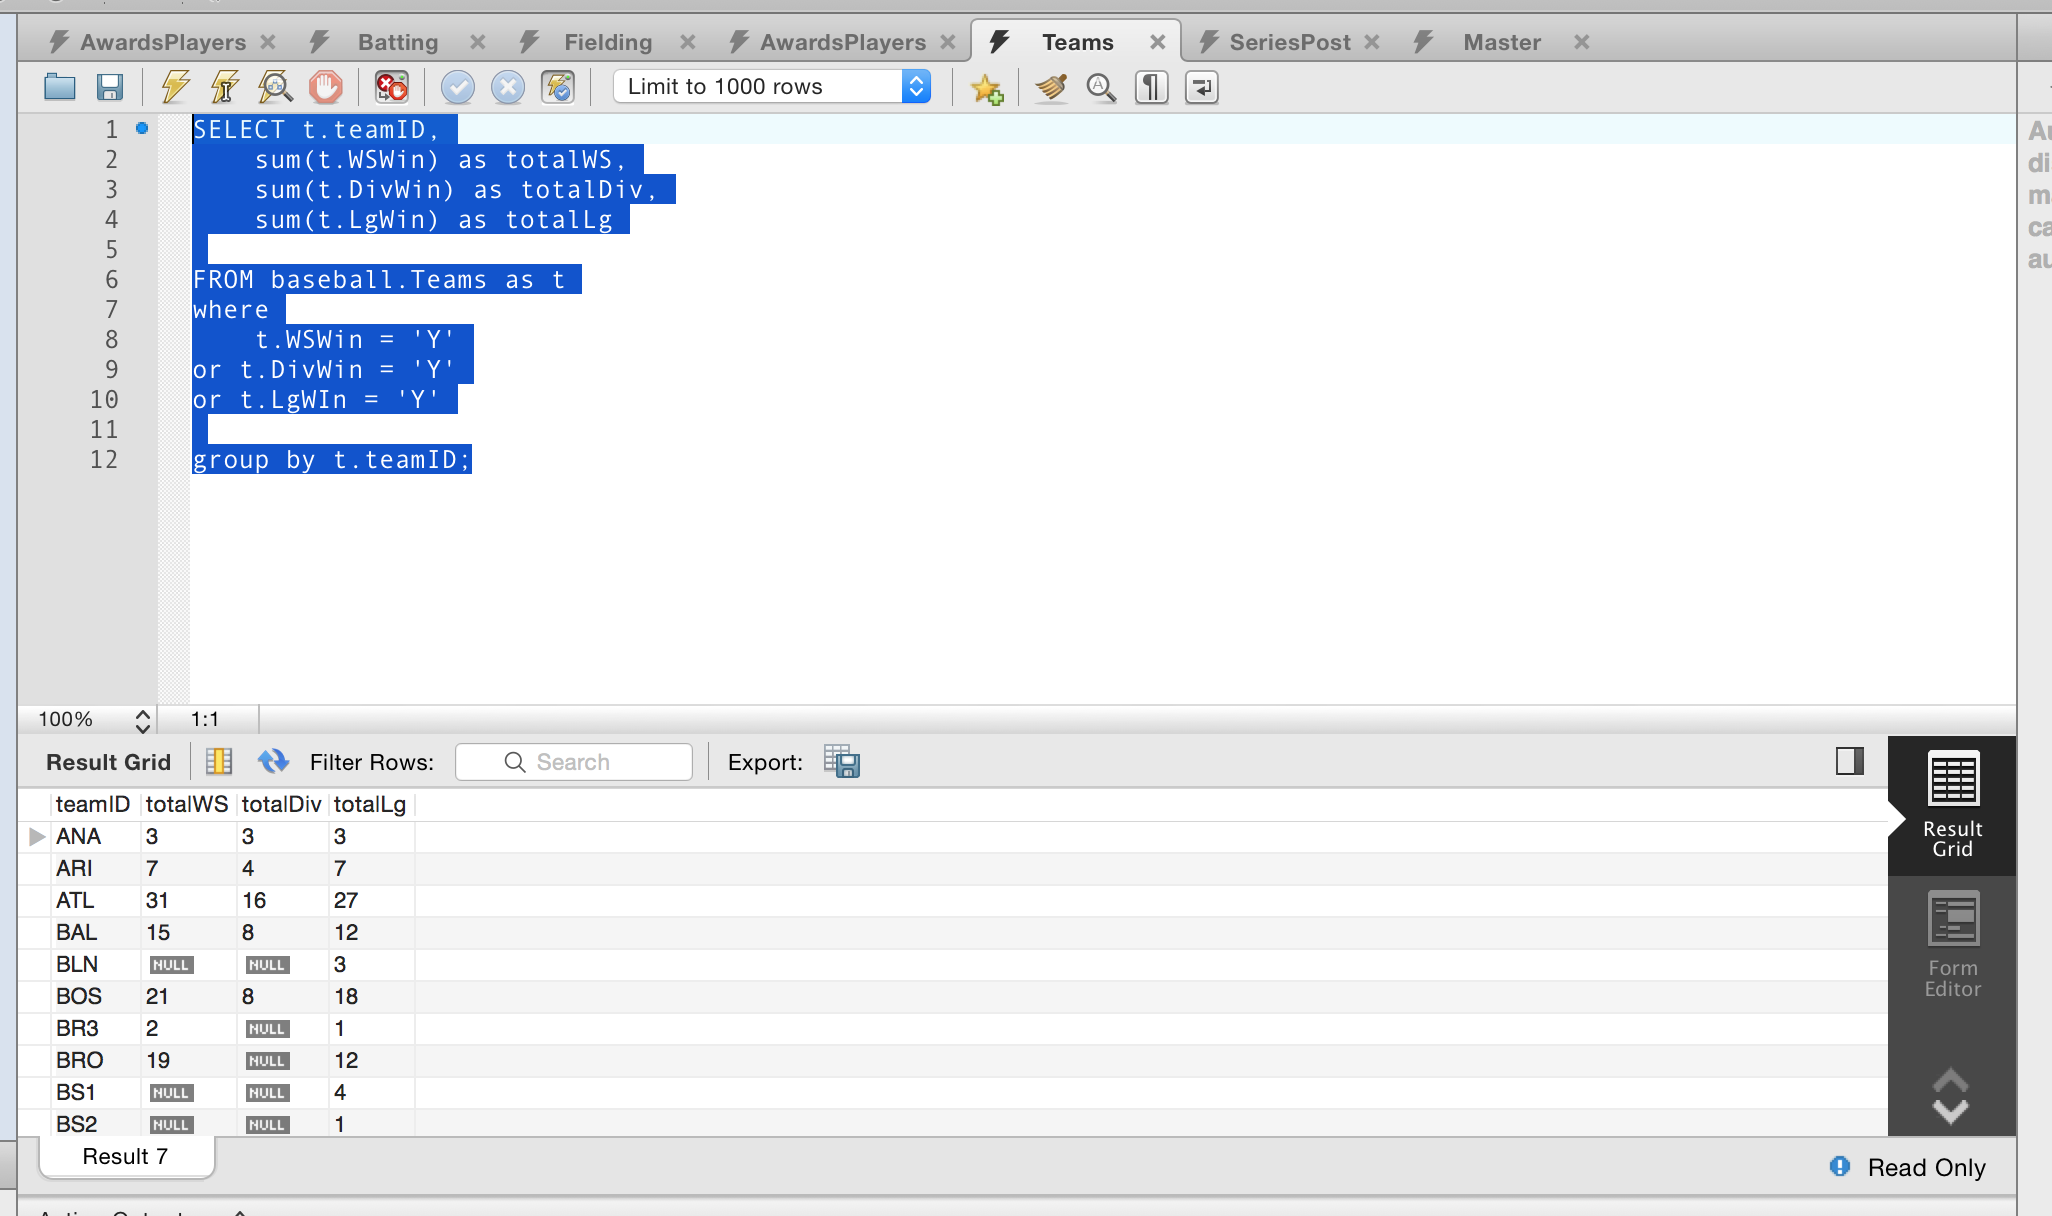 AwardsPlayers Batting Fielding AwardsPlayers Teams SeriesPost Master
Limit to 1000 rows
1 SELECT t.teamID,
2 sum(t.WSWin) as totalWS,
3 sum(t.DivWin) as totalDiv,
4 sum(t.LgWin) as totalLg
5
6 FROM baseball.Teams as t
7 where
8 t.WSWin = 'Y'
9 or t.DivWin = 'Y'
10 or t.LgWIn = 'Y'
11
12 group by t.teamID;
100% 1:1
Result Grid Filter Rows: Search Export:
teamID totalWS totalDiv totalLg
ANA 3 3 3
ARI 7 4 7
ATL 31 16 27
BAL 15 8 12
BLN NULL NULL 3
BOS 21 8 18
BR3 2 NULL 1
BRO 19 NULL 12
BS1 NULL NULL 4
BS2 NULL NULL 1
Result
Grid
Form
Editor
Result 7
Read Only